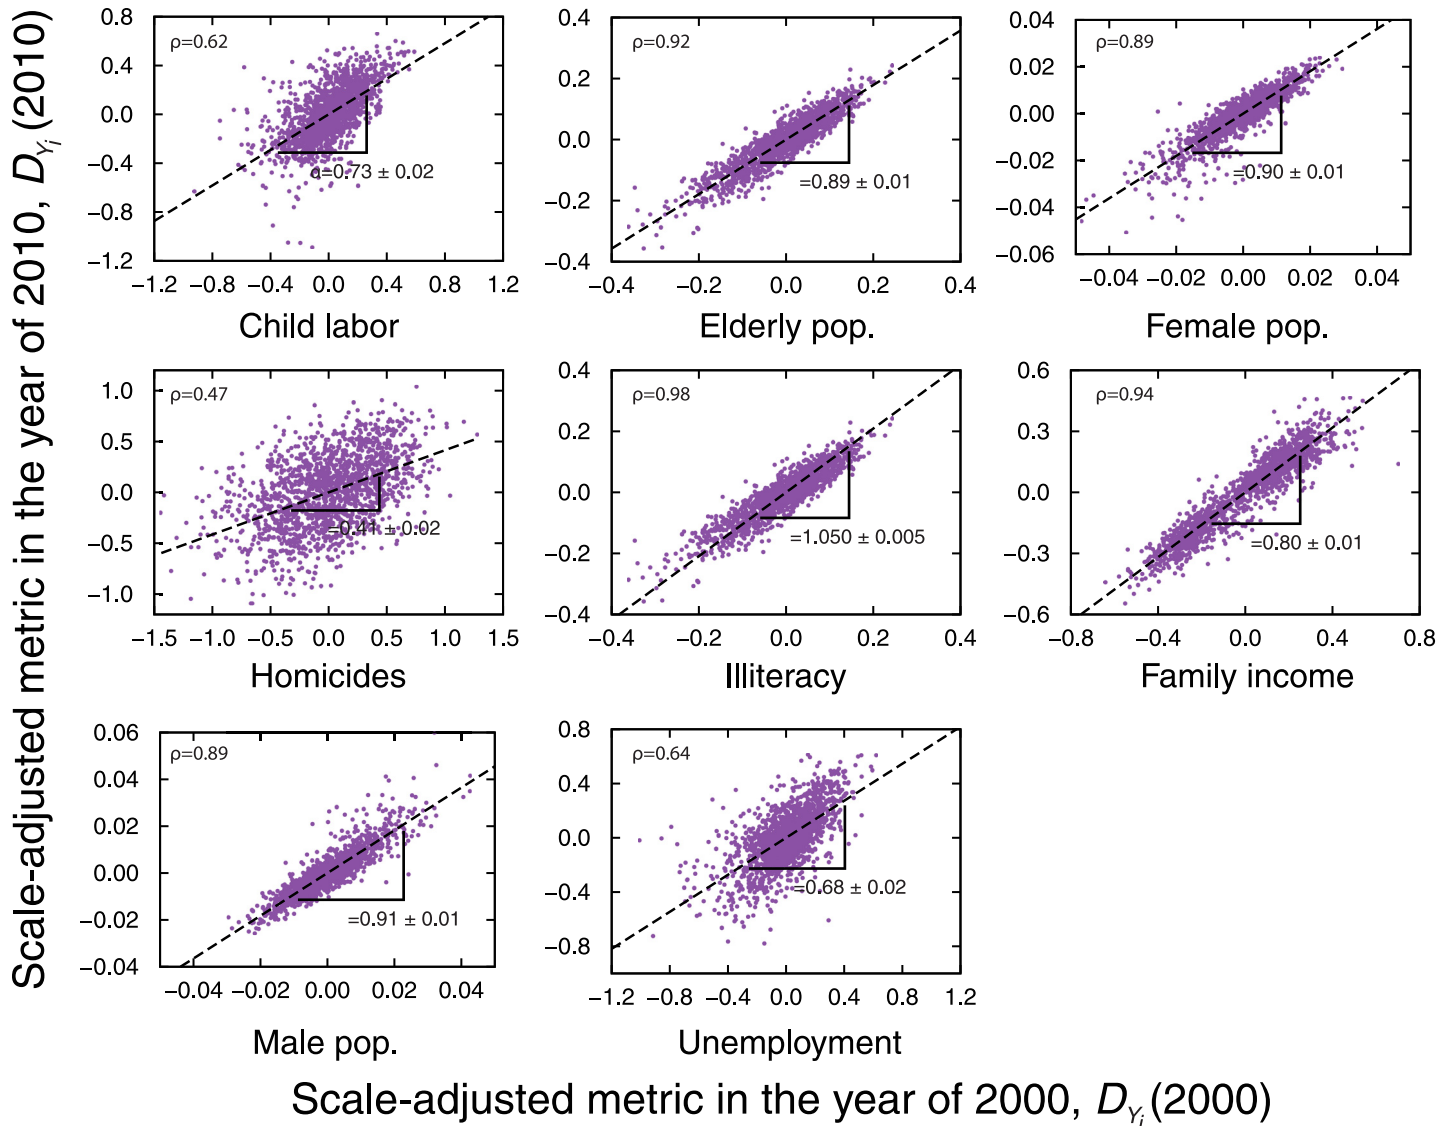 Scale-adjusted metric in the year of 2010, D_{Y_i}(2010)
0.8
0.4
0.0
−0.4
−0.8
−1.2
ρ=0.62
α=0.73 ± 0.02
−1.2 −0.8 −0.4 0.0 0.4 0.8 1.2
Child labor
0.4
0.2
0.0
−0.2
−0.4
ρ=0.92
=0.89 ± 0.01
−0.4 −0.2 0.0 0.2 0.4
Elderly pop.
0.04
0.02
0.00
−0.02
−0.04
−0.06
ρ=0.89
=0.90 ± 0.01
−0.04 −0.02 0.00 0.02 0.04
Female pop.
1.0
0.5
0.0
−0.5
−1.0
ρ=0.47
=0.41 ± 0.02
−1.5 −1.0 −0.5 0.0 0.5 1.0 1.5
Homicides
0.4
0.2
0.0
−0.2
−0.4
ρ=0.98
=1.050 ± 0.005
−0.4 −0.2 0.0 0.2 0.4
Illiteracy
0.6
0.3
0.0
−0.3
−0.6
ρ=0.94
=0.80 ± 0.01
−0.8 −0.4 0.0 0.4 0.8
Family income
0.06
0.04
0.02
0.00
−0.02
−0.04
ρ=0.89
=0.91 ± 0.01
−0.04 −0.02 0.00 0.02 0.04
Male pop.
0.8
0.4
0.0
−0.4
−0.8
ρ=0.64
=0.68 ± 0.02
−1.2 −0.8 −0.4 0.0 0.4 0.8 1.2
Unemployment
Scale-adjusted metric in the year of 2000, D_{Y_i}(2000)